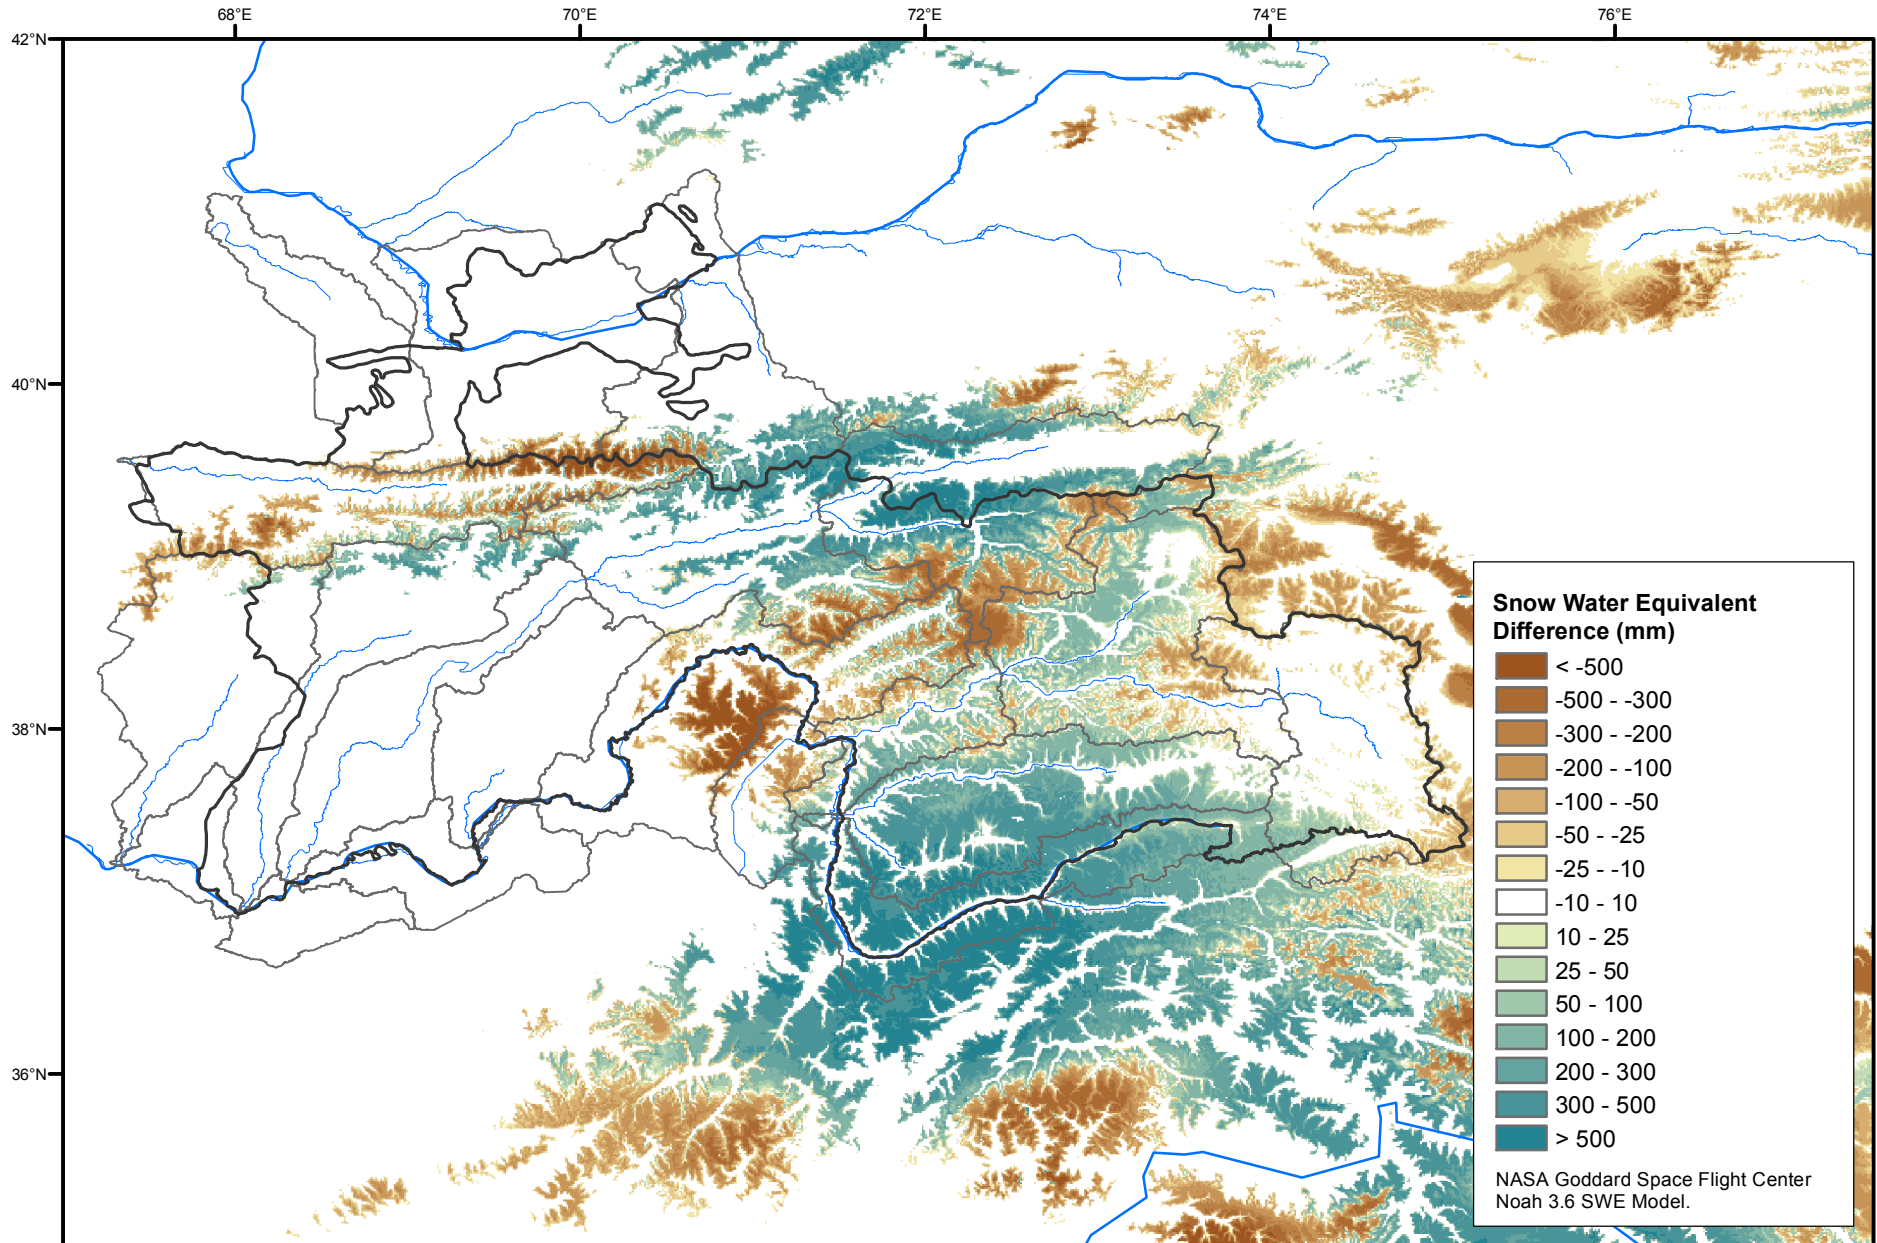 68°E
70°E
72°E
74°E
76°E
42°N
40°N
38°N
36°N
Snow Water Equivalent
Difference (mm)
< -500
-500 - -300
-300 - -200
-200 - -100
-100 - -50
-50 - -25
-25 - -10
-10 - 10
10 - 25
25 - 50
50 - 100
100 - 200
200 - 300
300 - 500
> 500
NASA Goddard Space Flight Center
Noah 3.6 SWE Model.